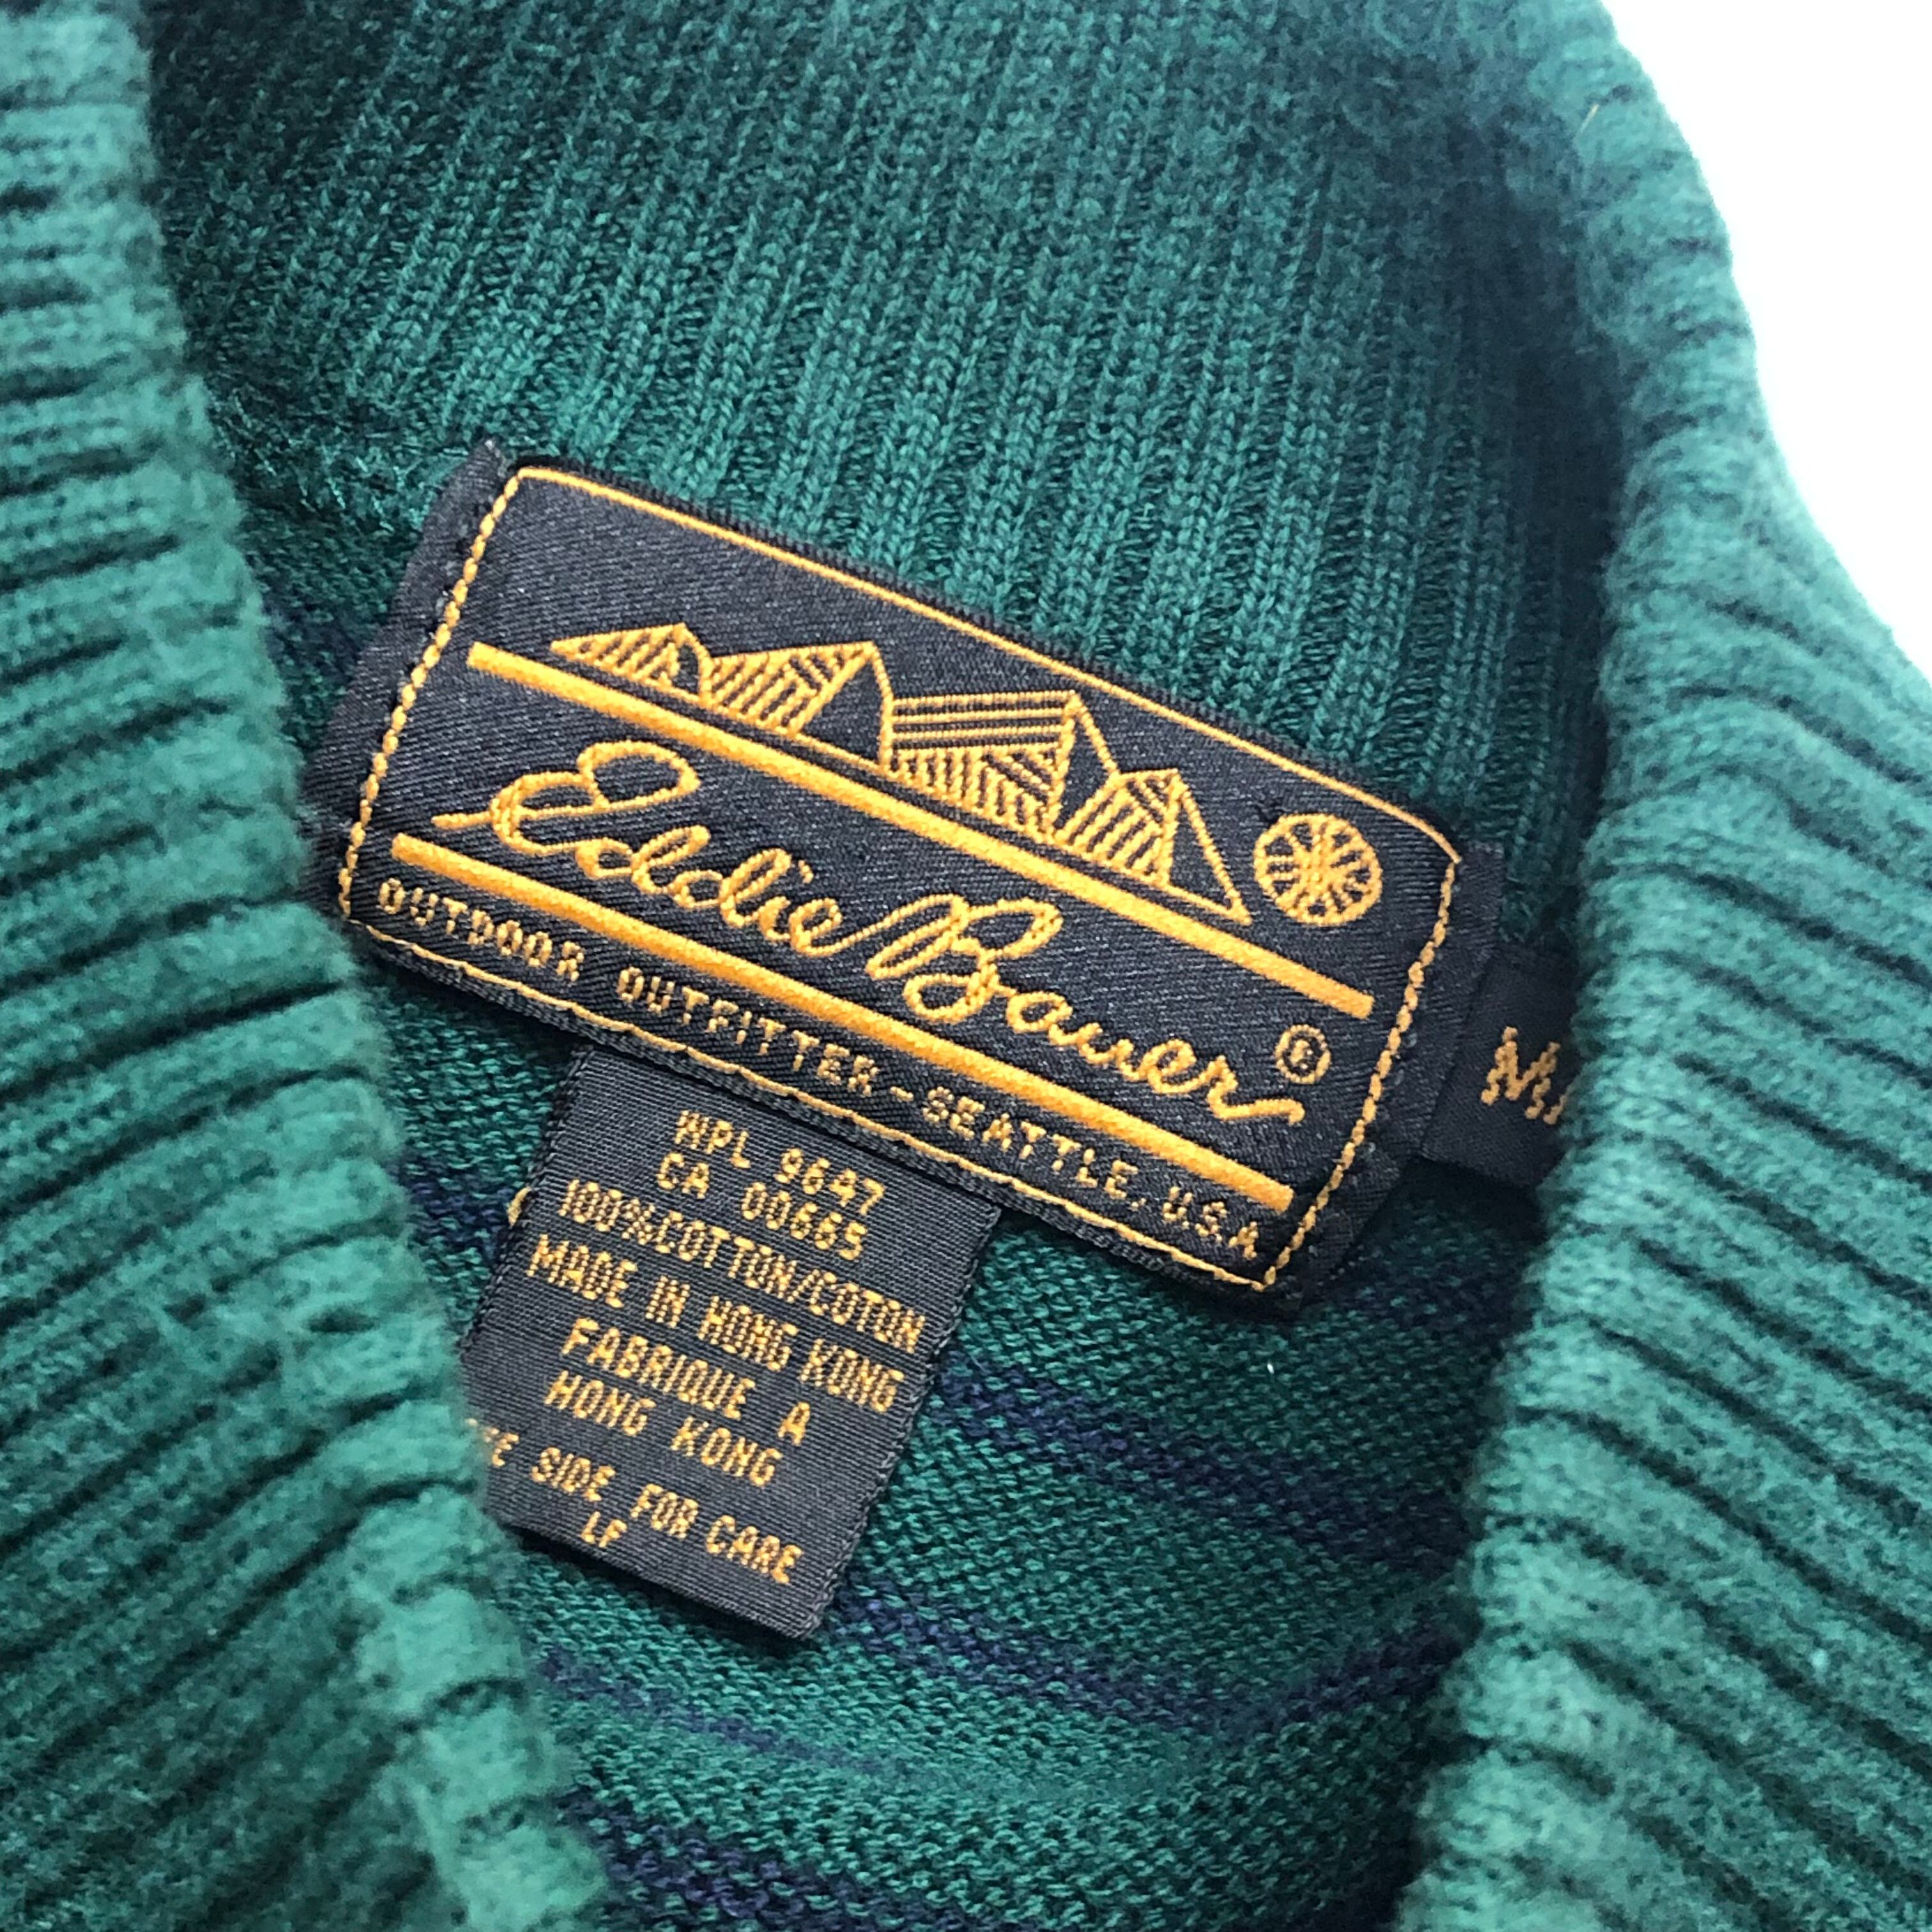 Eddie Bauer ®
OUTDOOR OUTFITTER-SEATTLE, U.S.A
WPL 9647
CA 00665
100%COTTON/COTON
MADE IN HONG KONG
FABRIQUE A
HONG KONG
SIDE FOR CARE
LF